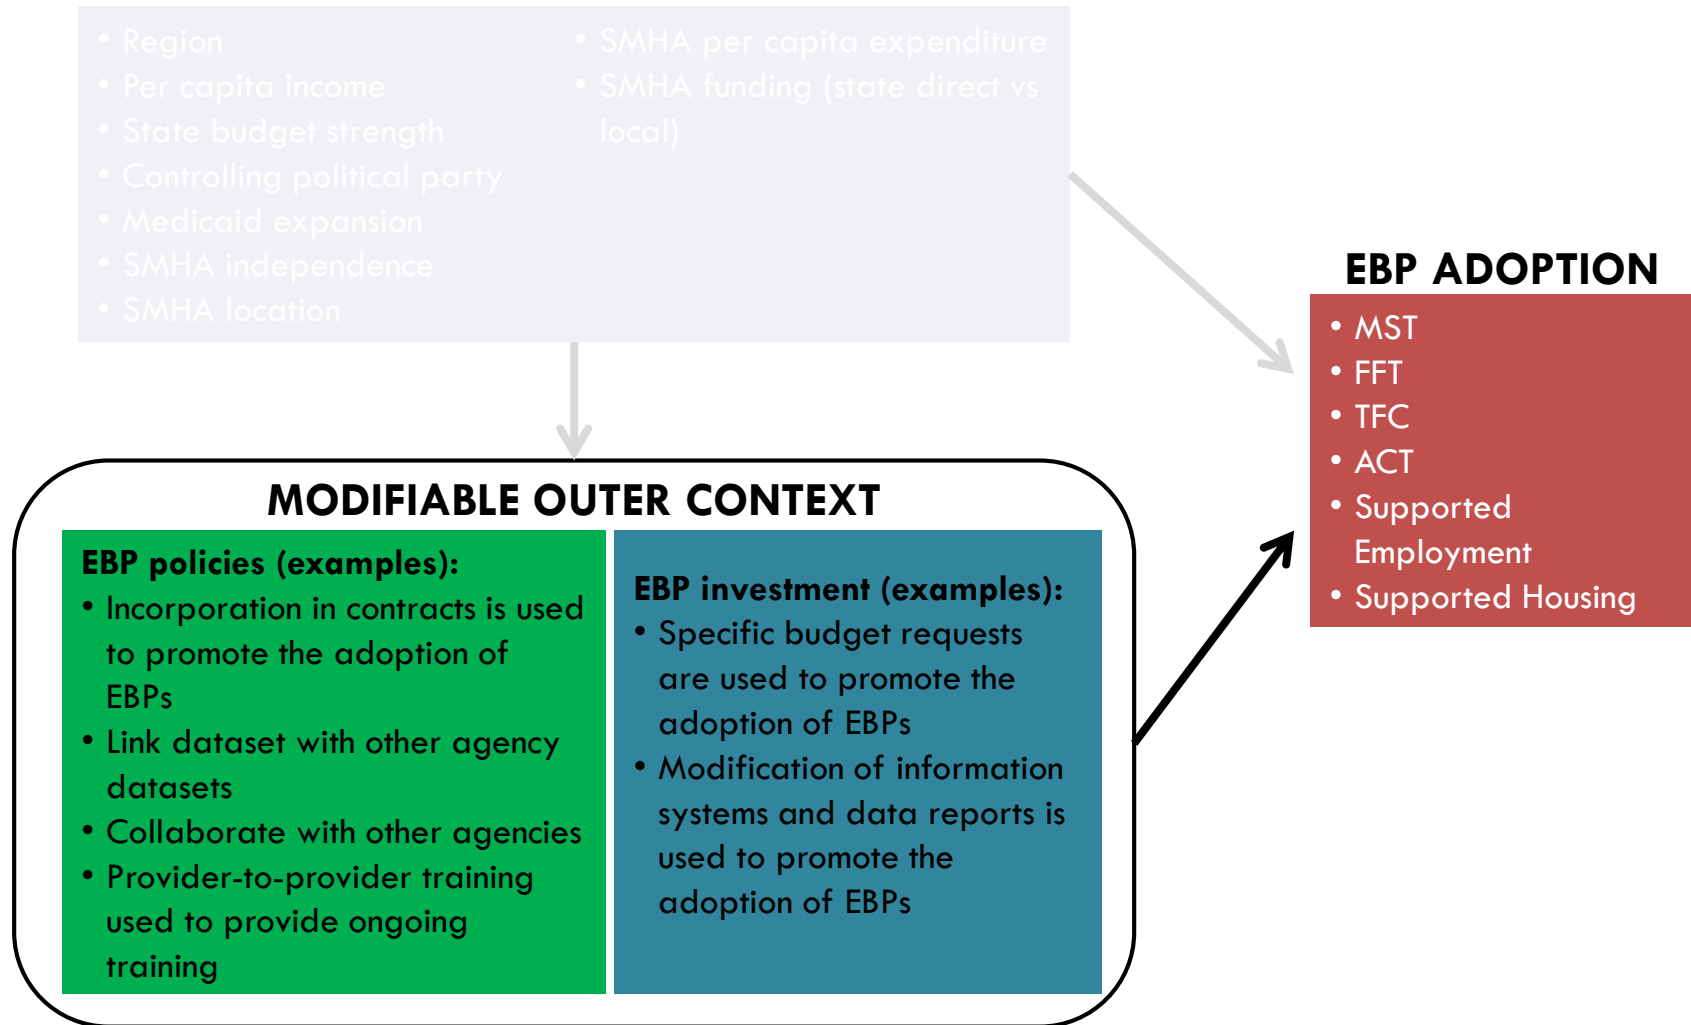 • Region
• Per capita income
• State budget strength
• Controlling political party
• Medicaid expansion
• SMHA independence
• SMHA location
• SMHA per capita expenditure
• SMHA funding (state direct vs
local)
EBP ADOPTION
• MST
• FFT
• TFC
• ACT
• Supported
Employment
• Supported Housing
MODIFIABLE OUTER CONTEXT
EBP policies (examples):
• Incorporation in contracts is used
to promote the adoption of
EBPs
• Link dataset with other agency
datasets
• Collaborate with other agencies
• Provider-to-provider training
used to provide ongoing
training
EBP investment (examples):
• Specific budget requests
are used to promote the
adoption of EBPs
• Modification of information
systems and data reports is
used to promote the
adoption of EBPs